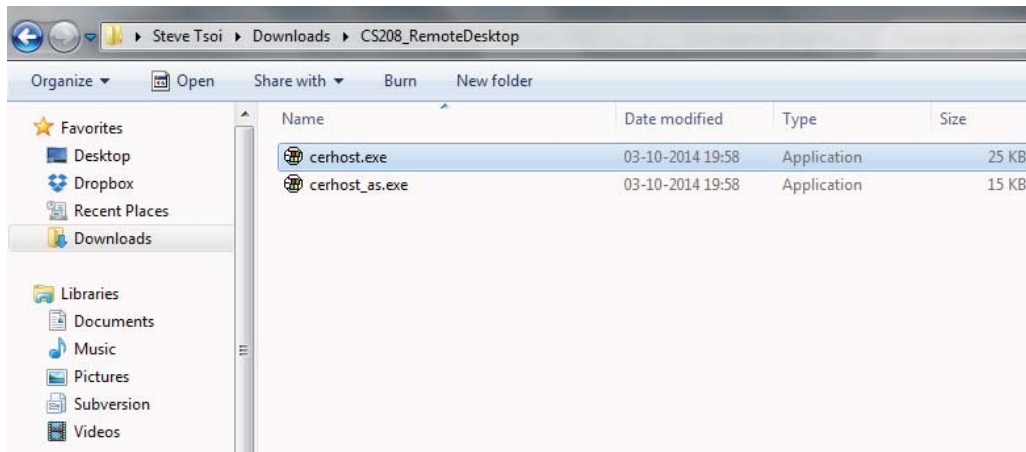 Steve Tsoi Downloads CS208_RemoteDesktop
Organize Open Share with Burn New folder
Favorites
Desktop
Dropbox
Recent Places
Downloads
Libraries
Documents
Music
Pictures
Subversion
Videos
Name Date modified Type Size
cerhost.exe 03-10-2014 19:58 Application 25 KB
cerhost_as.exe 03-10-2014 19:58 Application 15 KB